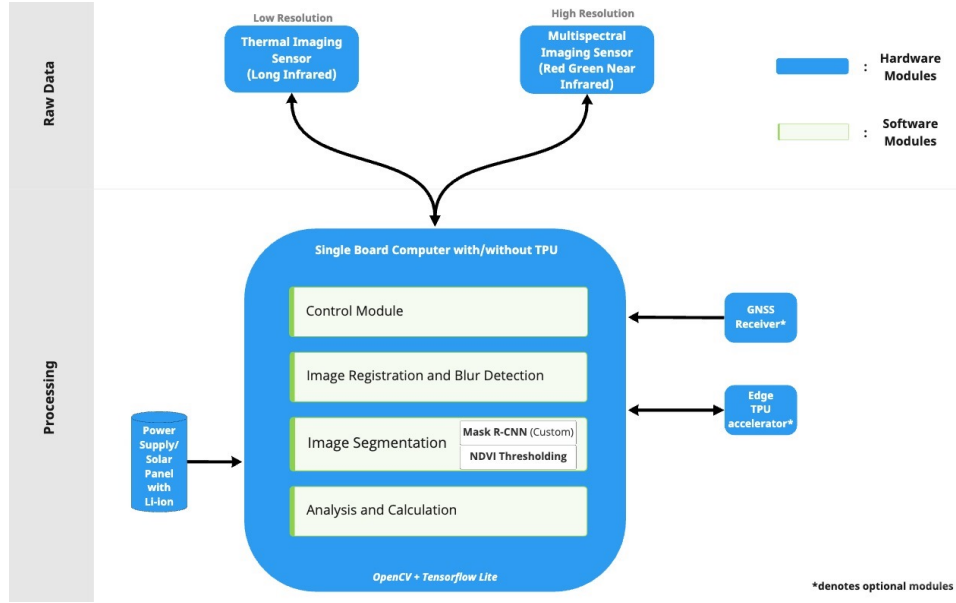 Raw Data
Low Resolution
Thermal Imaging
Sensor
(Long Infrared)
High Resolution
Multispectral
Imaging Sensor
(Red Green Near
Infrared)
: Hardware
Modules
: Software
Modules
Processing
Single Board Computer with/without TPU
Control Module
Image Registration and Blur Detection
Image Segmentation
Mask R-CNN (Custom)
NDVI Thresholding
Analysis and Calculation
OpenCV + Tensorflow Lite
Power
Supply/
Solar
Panel
with
Li-ion
GNSS
Receiver*
Edge
TPU
accelerator*
*denotes optional modules